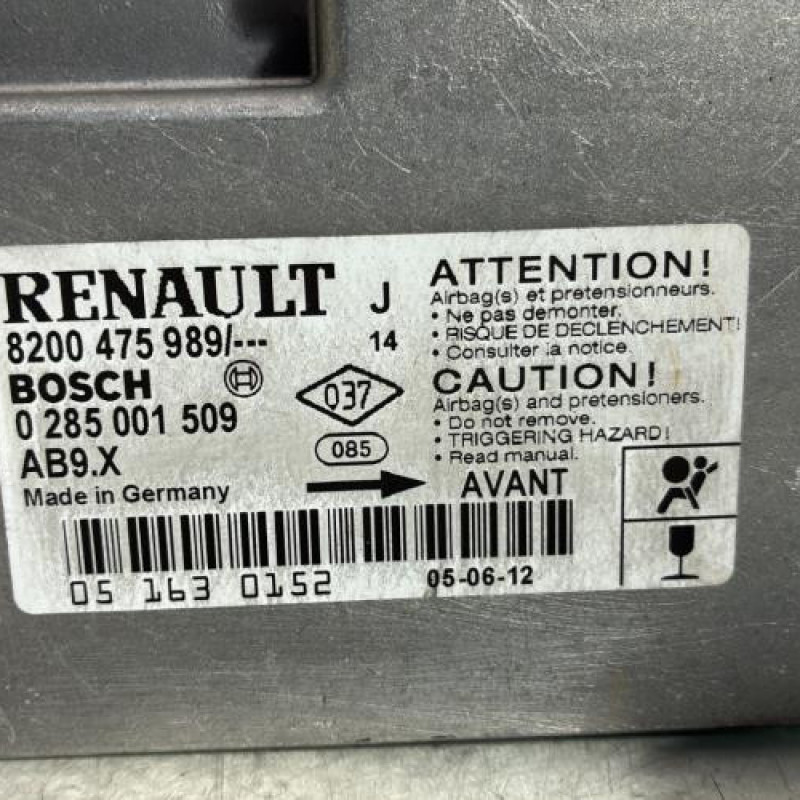 RENAULT J
8200 475 989/---
14
BOSCH
0 285 001 509
037
AB9.X
085
Made in Germany
AVANT
ATTENTION!
Airbag(s) et pretensionneurs.
• Ne pas demonter.
• RISQUE DE DECLENCHEMENT!
• Consulter la notice.
CAUTION!
Airbag(s) and pretensioners.
• Do not remove.
• TRIGGERING HAZARD!
• Read manual.
05 163 0152
05-06-12